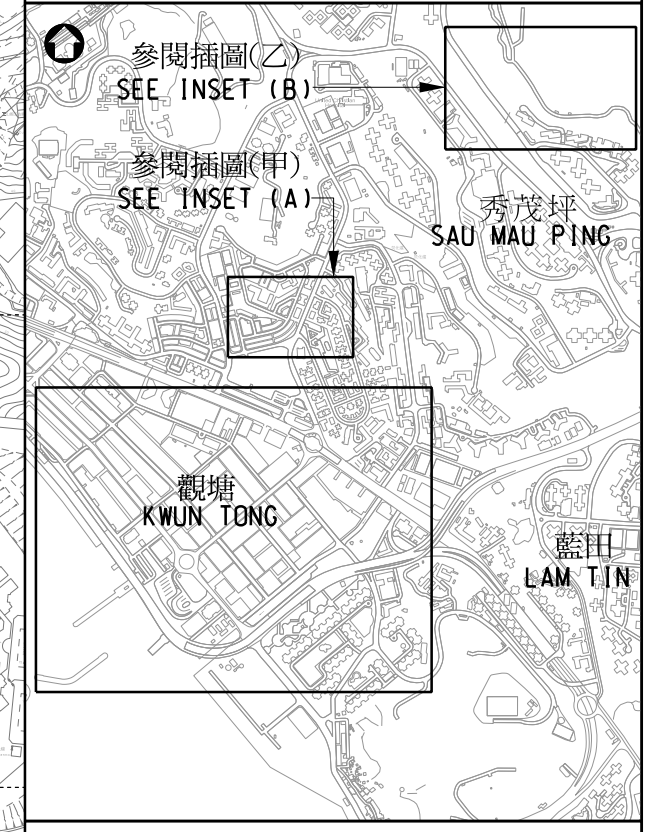 參閱插圖(乙)
SEE INSET (B)
參閱插圖(甲)
SEE INSET (A)
秀茂坪
SAU MAU PING
觀塘
KWUN TONG
藍田
LAM TIN